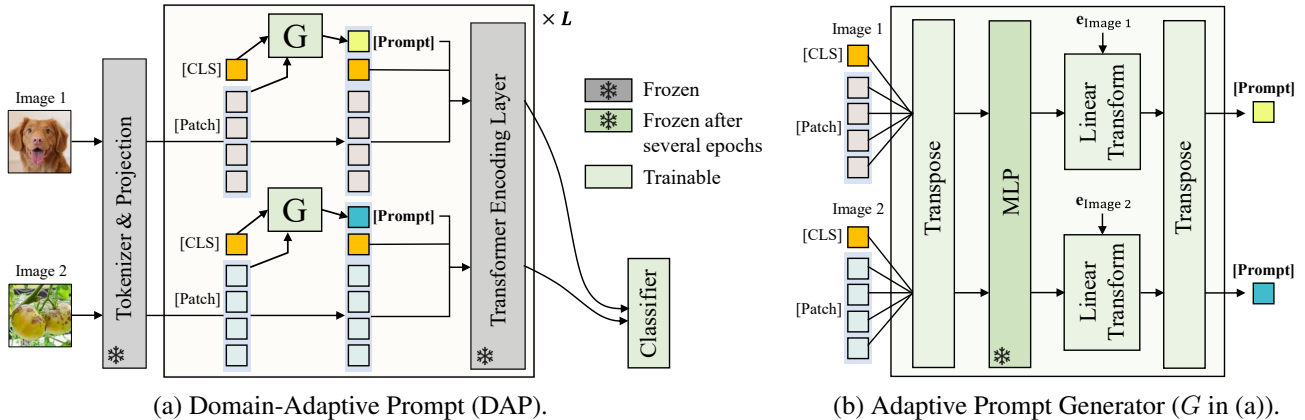 × L
G
[Prompt]
[CLS]
Image 1
[Patch]
Tokenizer & Projection
Transformer Encoding Layer
Frozen
Frozen after
several epochs
Trainable
G
[Prompt]
[CLS]
Image 2
[Patch]
Classifier
(a) Domain-Adaptive Prompt (DAP).
Image 1
[CLS]
[Patch]
Transpose
MLP
e Image 1
Linear
Transform
Transpose
[Prompt]
Image 2
[CLS]
[Patch]
e Image 2
Linear
Transform
[Prompt]
(b) Adaptive Prompt Generator (G in (a)).